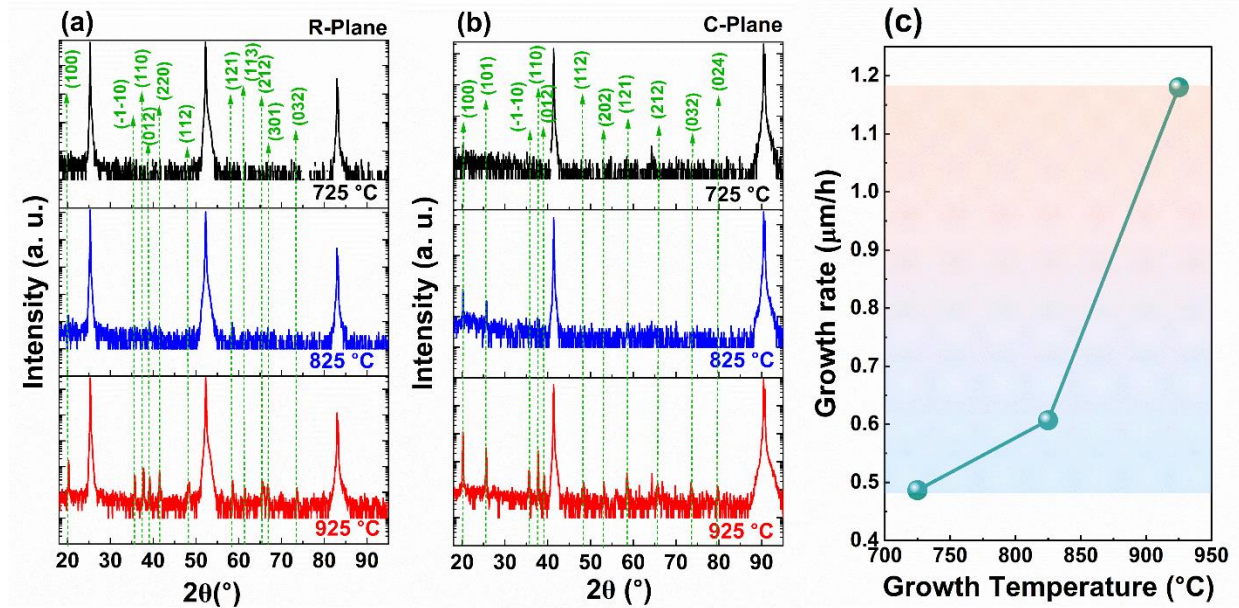 (a)
R-Plane
(100)
(-1-10)
(110)
(012)
(220)
(112)
(121)
(113)
(212)
(301)
(032)
725 °C
825 °C
925 °C
Intensity (a. u.)
20 30 40 50 60 70 80 90
2θ(°)
(b)
C-Plane
(100)
(101)
(-1-10)
(110)
(012)
(112)
(202)
(121)
(212)
(032)
(024)
725 °C
825 °C
925 °C
Intensity (a. u.)
20 30 40 50 60 70 80 90
2θ(°)
(c)
1.2
1.1
1.0
0.9
0.8
0.7
0.6
0.5
0.4
Growth rate (μm/h)
700 750 800 850 900 950
Growth Temperature (°C)